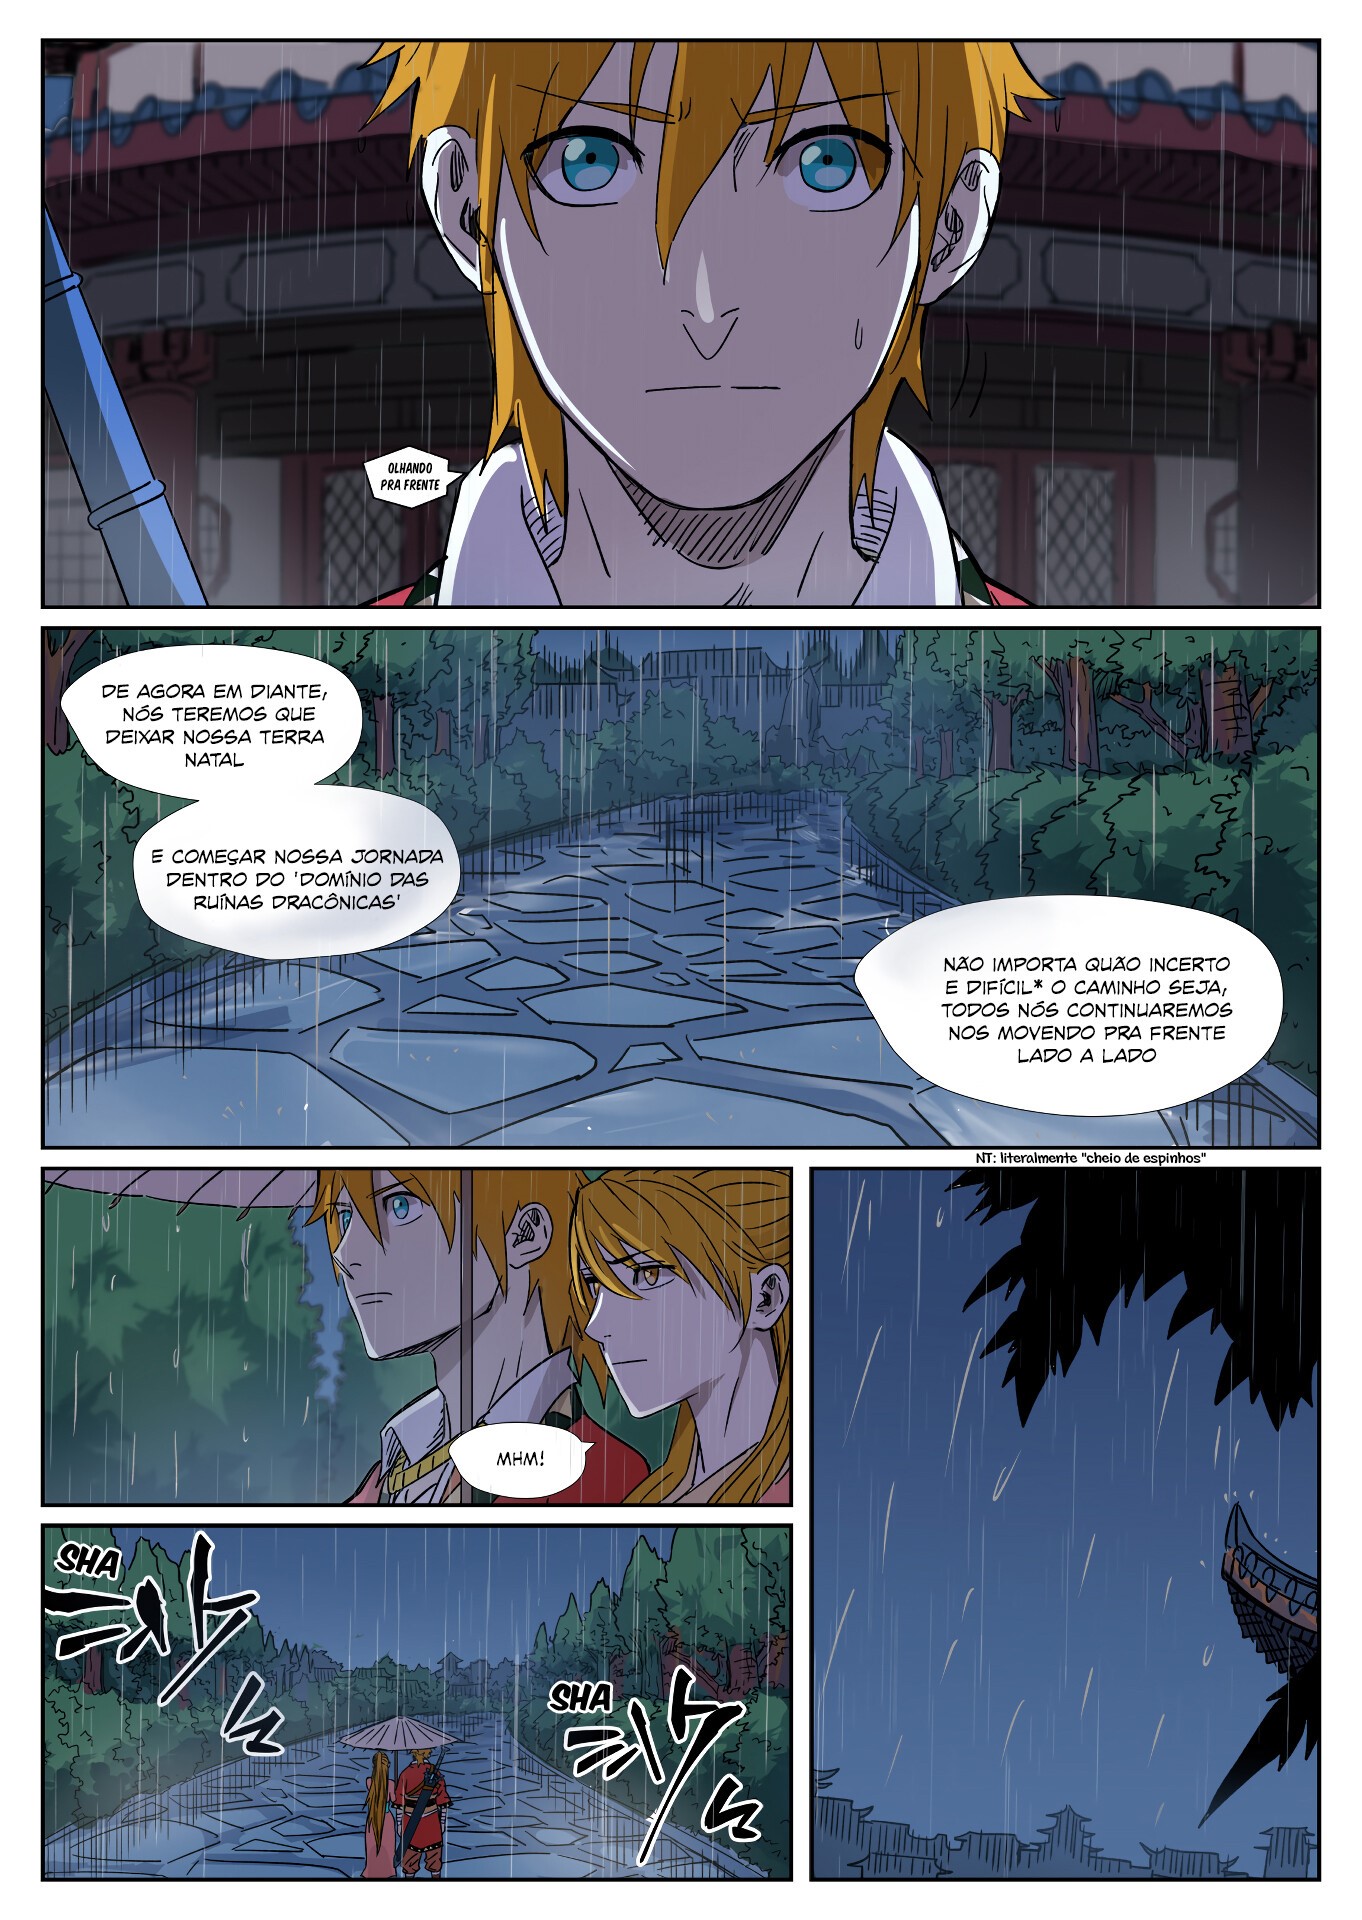 OLHANDO
PRA FRENTE
DE AGORA EM DIANTE,
NÓS TEREMOS QUE
DEIXAR NOSSA TERRA
NATAL
E COMEÇAR NOSSA JORNADA
DENTRO DO 'DOMÍNIO DAS
RUÍNAS DRACÔNICAS'
NÃO IMPORTA QUÃO INCERTO
E DIFÍCIL* O CAMINHO SEJA,
TODOS NÓS CONTINUAREMOS
NOS MOVENDO PRA FRENTE
LADO A LADO
NT: literalmente "cheio de espinhos"
MHM!
SHA
SHA